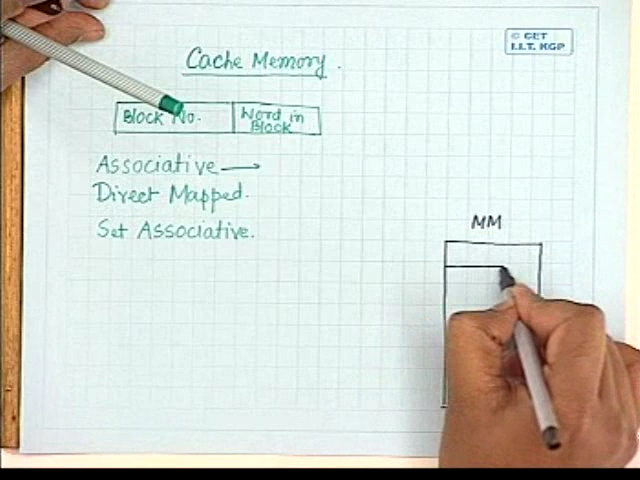 © CET
I.I.T. KGP
Cache Memory.
Block No. Word in Block
Associative →
Direct Mapped.
Set Associative.
MM